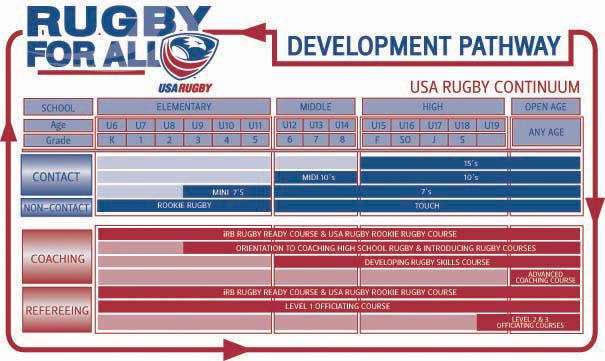 RUGBY
FOR ALL
USA RUGBY
DEVELOPMENT PATHWAY
USA RUGBY CONTINUUM
SCHOOL ELEMENTARY MIDDLE HIGH OPEN AGE
Age U6 U7 U8 U9 U10 U11 U12 U13 U14 U15 U16 U17 U18 U19 ANY AGE
Grade K 1 2 3 4 5 6 7 8 F SO J S
CONTACT
15's
MIDI 10's 10's
MINI 7'S 7's
NON-CONTACT ROOKIE RUGBY TOUCH
COACHING
iRB RUGBY READY COURSE & USA RUGBY ROOKIE RUGBY COURSE
ORIENTATION TO COACHING HIGH SCHOOL RUGBY & INTRODUCING RUGBY COURSES
DEVELOPING RUGBY SKILLS COURSE
ADVANCED
COACHING COURSE
REFEREEING
iRB RUGBY READY COURSE & USA RUGBY ROOKIE RUGBY COURSE
LEVEL 1 OFFICIATING COURSE
LEVEL 2 & 3
OFFICIATING COURSES